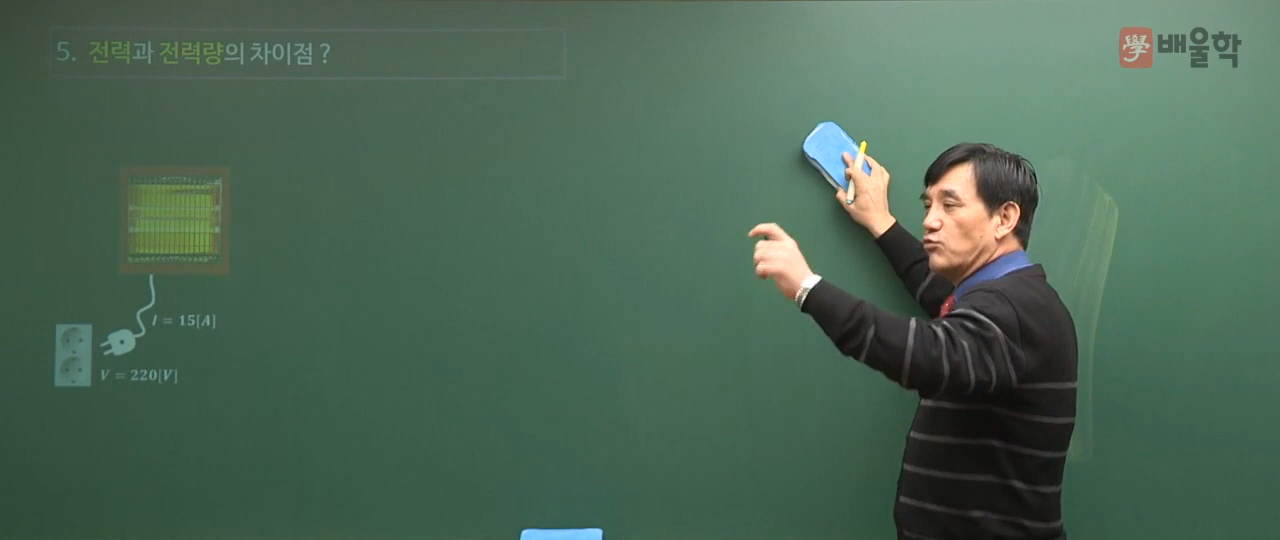 5. 전력과 전력량의 차이점 ?
學 배울학
I = 15[A]
V = 220[V]